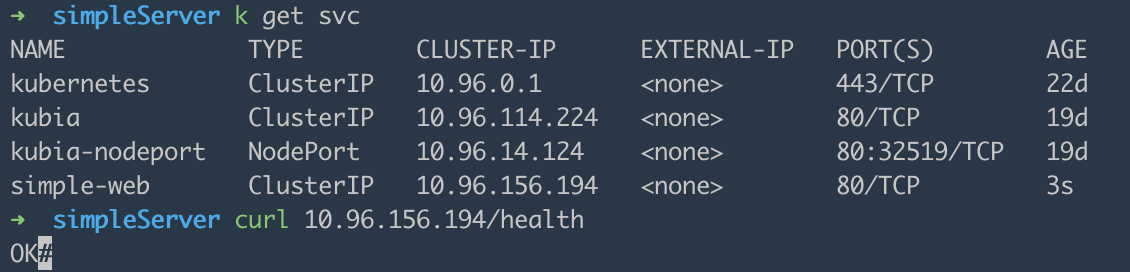 ➜ simpleServer k get svc
NAME TYPE CLUSTER-IP EXTERNAL-IP PORT(S) AGE
kubernetes ClusterIP 10.96.0.1 <none> 443/TCP 22d
kubia ClusterIP 10.96.114.224 <none> 80/TCP 19d
kubia-nodeport NodePort 10.96.14.124 <none> 80:32519/TCP 19d
simple-web ClusterIP 10.96.156.194 <none> 80/TCP 3s
➜ simpleServer curl 10.96.156.194/health
OK#